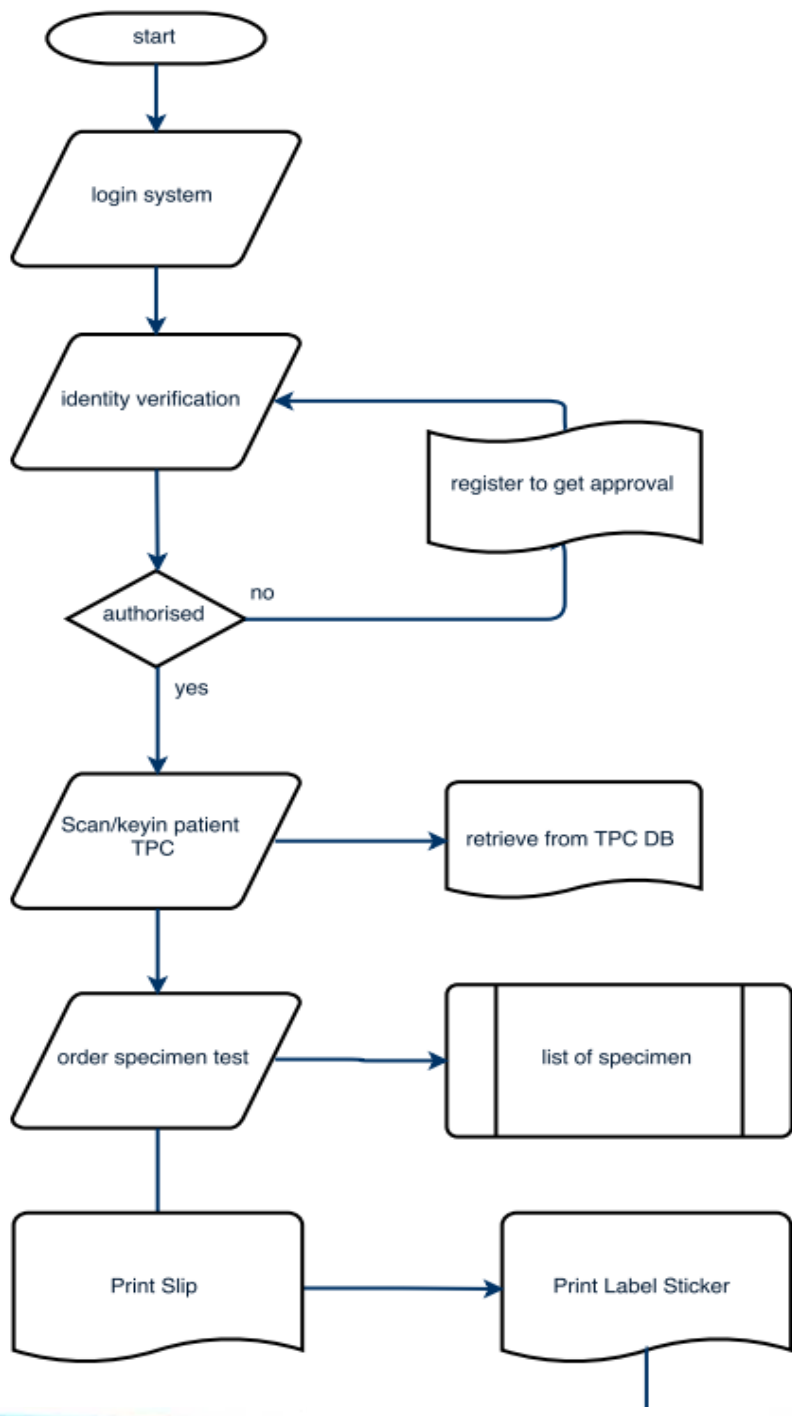 start
login system
identity verification
register to get approval
authorised
no
yes
Scan/keyin patient
TPC
retrieve from TPC DB
order specimen test
list of specimen
Print Slip
Print Label Sticker